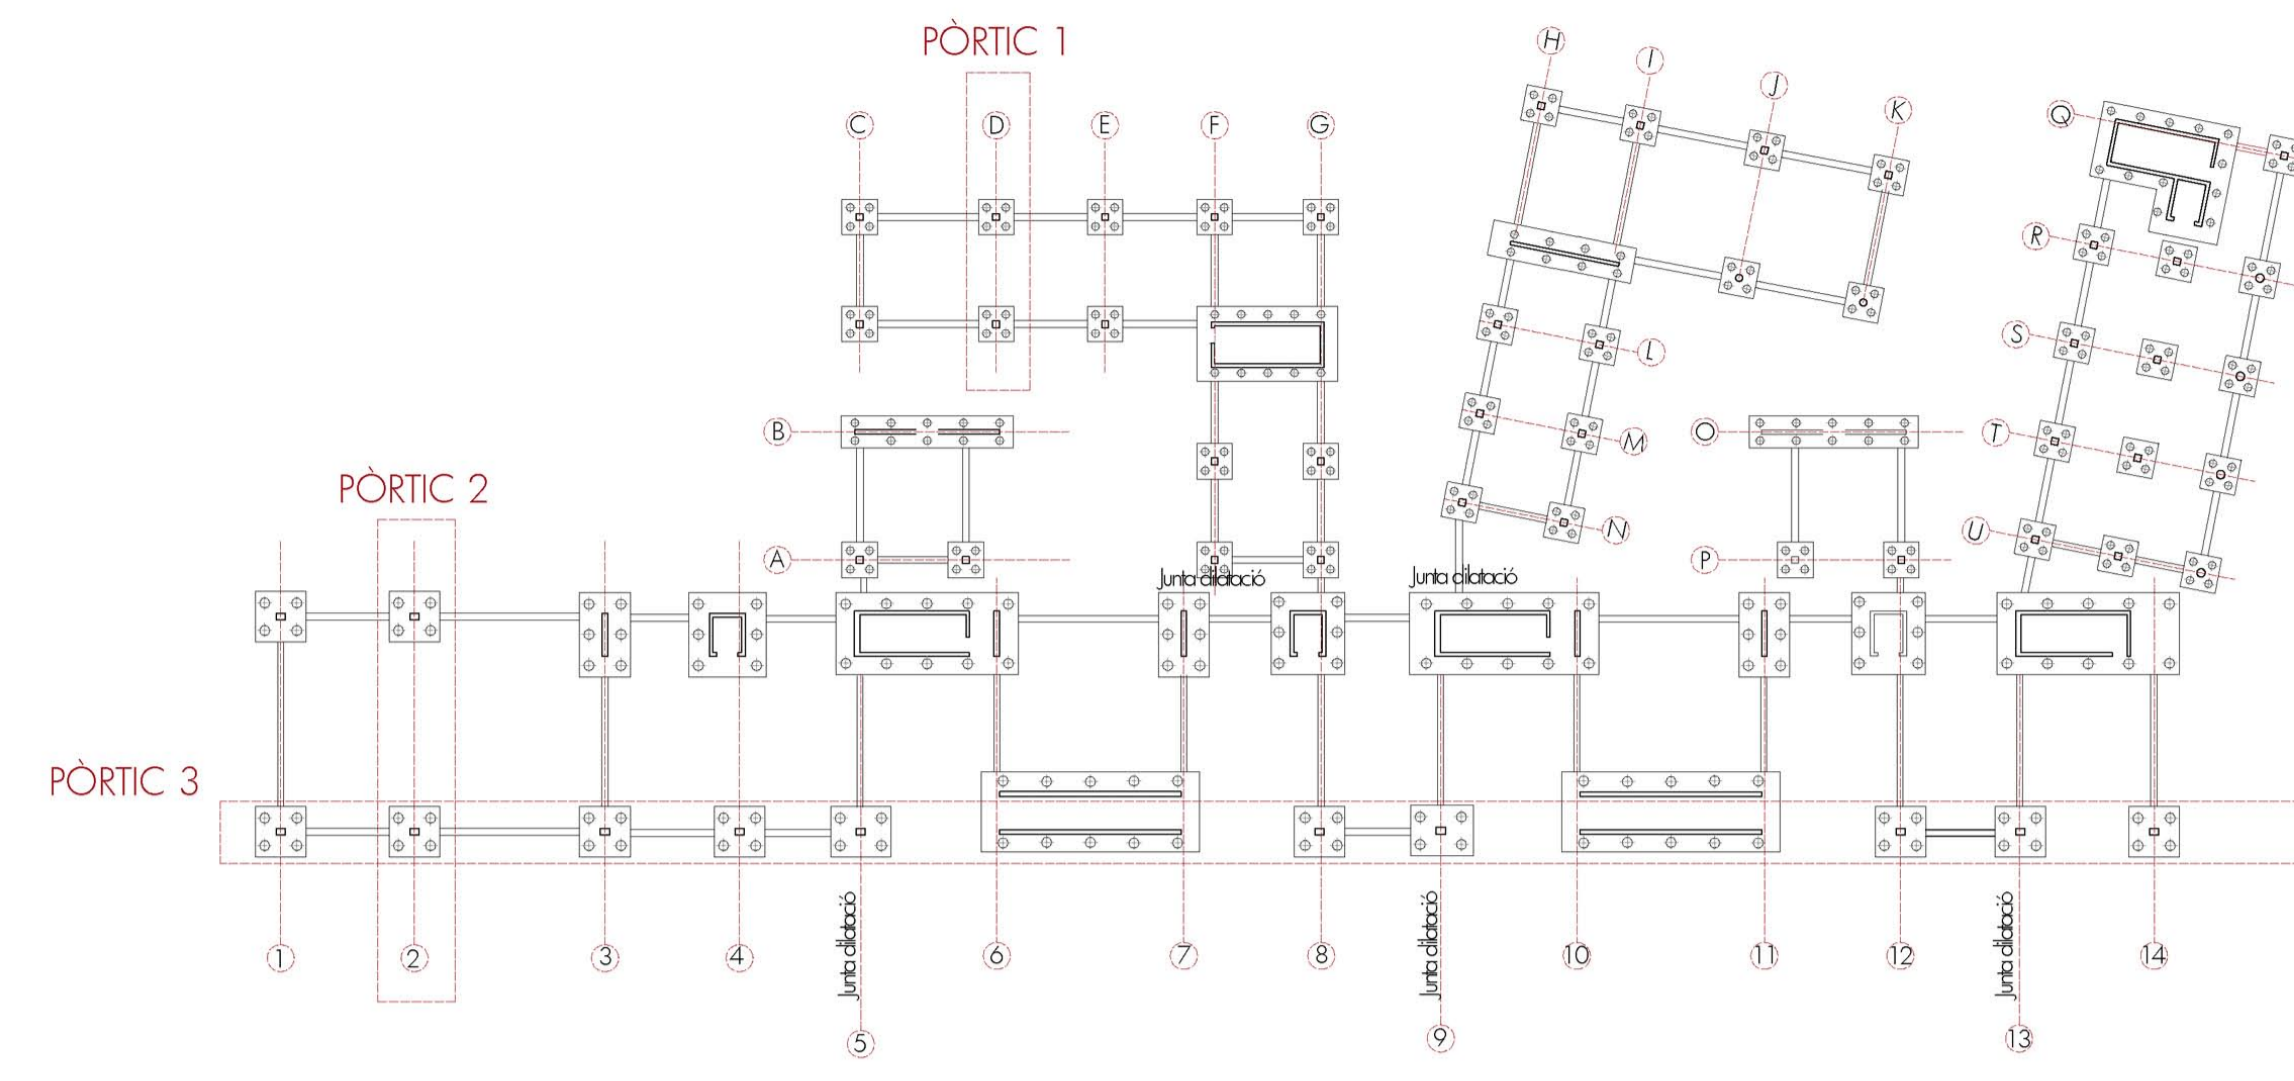 PÒRTIC 1
H
I
J
K
C
D
E
F
G
Q
R
S
L
B
M
O
T
PÒRTIC 2
N
U
A
P
Junta dilatació
Junta dilatació
PÒRTIC 3
Junta dilatació
Junta dilatació
Junta dilatació
1
2
3
4
6
7
8
10
11
12
14
5
9
13